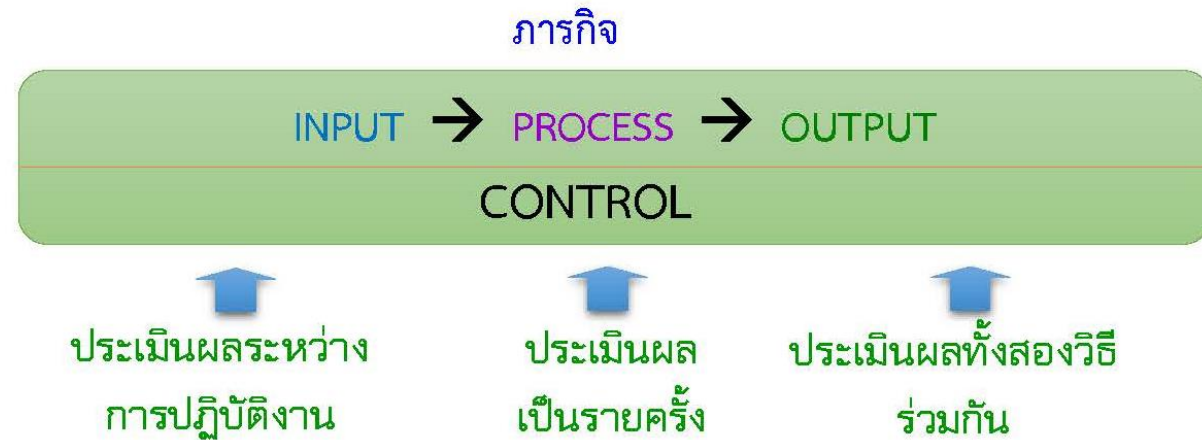 ภารกิจ
INPUT → PROCESS → OUTPUT
CONTROL
ประเมินผลระหว่าง
การปฏิบัติงาน
ประเมินผล
เป็นรายครั้ง
ประเมินผลทั้งสองวิธี
ร่วมกัน